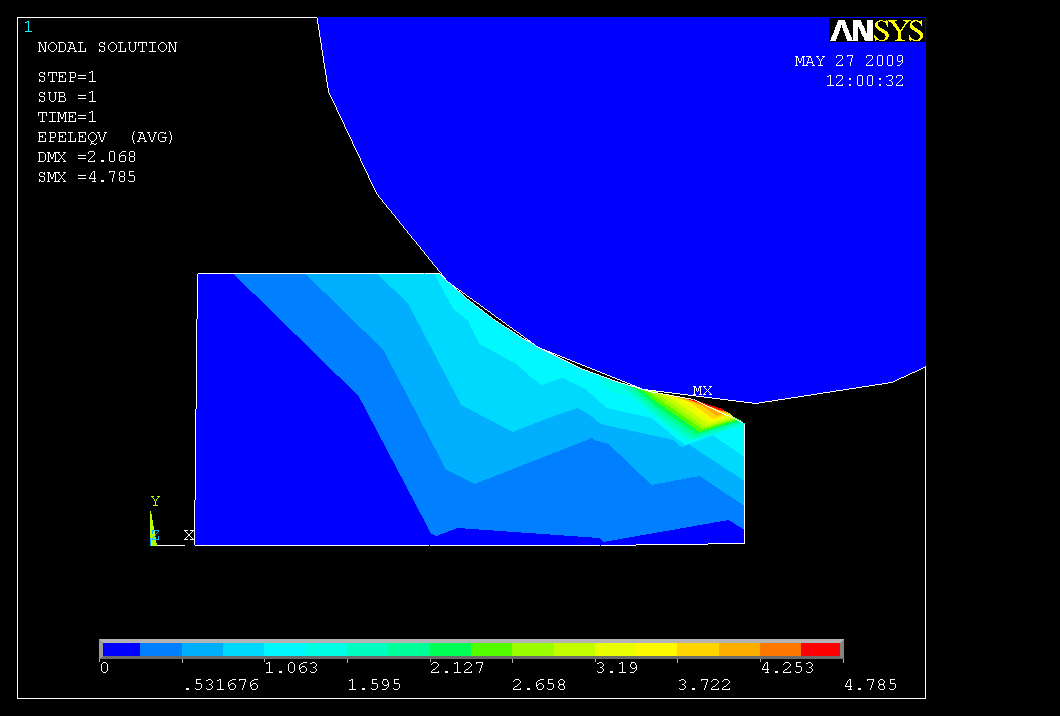 1
ANSYS
NODAL SOLUTION
MAY 27 2009
12:00:32
STEP=1
SUB =1
TIME=1
EPELEQV (AVG)
DMX =2.068
SMX =4.785
MX
Y
Z X
0 1.063 2.127 3.19 4.253
.531676 1.595 2.658 3.722 4.785